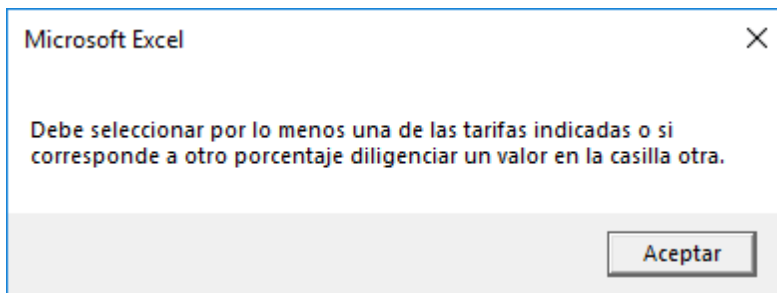 Microsoft Excel
Debe seleccionar por lo menos una de las tarifas indicadas o si
corresponde a otro porcentaje diligenciar un valor en la casilla otra.
Aceptar